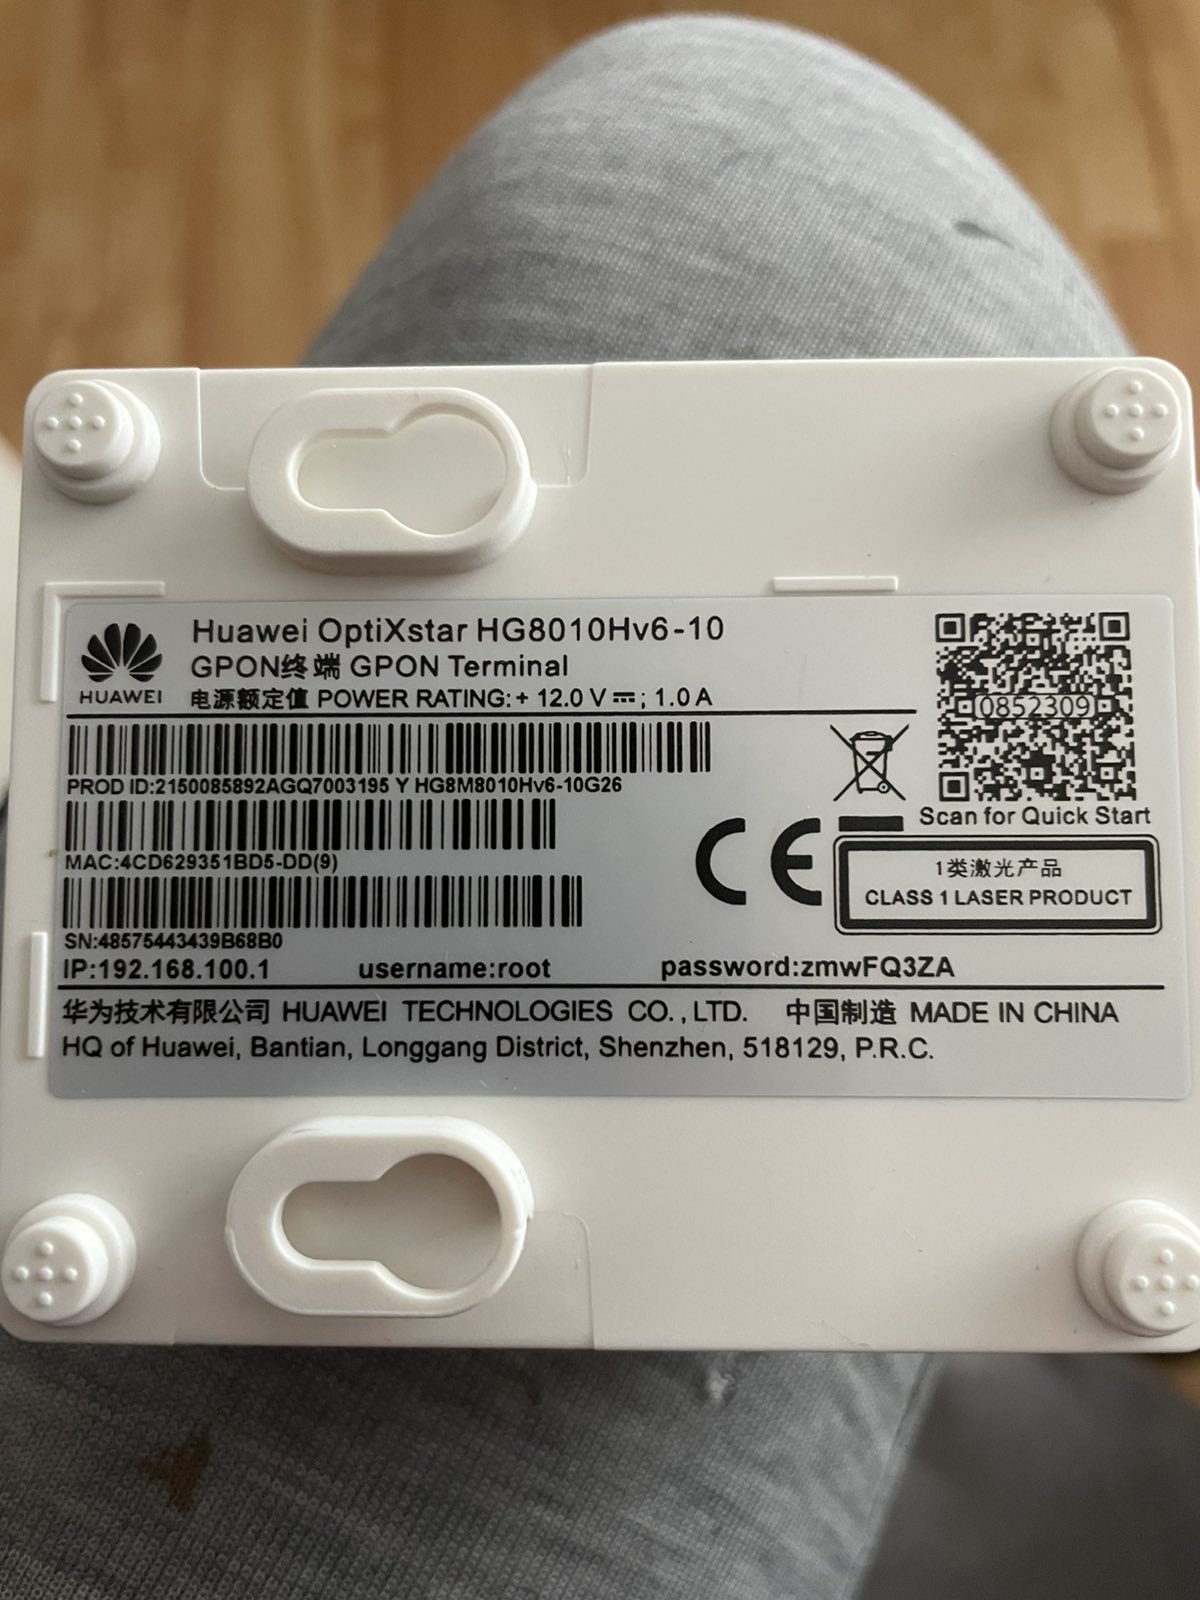 Huawei OptiXstar HG8010Hv6-10
GPON终端 GPON Terminal
HUAWEI
电源额定值 POWER RATING: + 12.0 V ⎓; 1.0 A
0852309
PROD ID:2150085892AGQ7003195 Y HG8M8010Hv6-10G26
Scan for Quick Start
MAC:4CD629351BD5-DD(9)
CE
1类激光产品
CLASS 1 LASER PRODUCT
SN:48575443439B68B0
IP:192.168.100.1 username:root password:zmwFQ3ZA
华为技术有限公司 HUAWEI TECHNOLOGIES CO., LTD. 中国制造 MADE IN CHINA
HQ of Huawei, Bantian, Longgang District, Shenzhen, 518129, P.R.C.